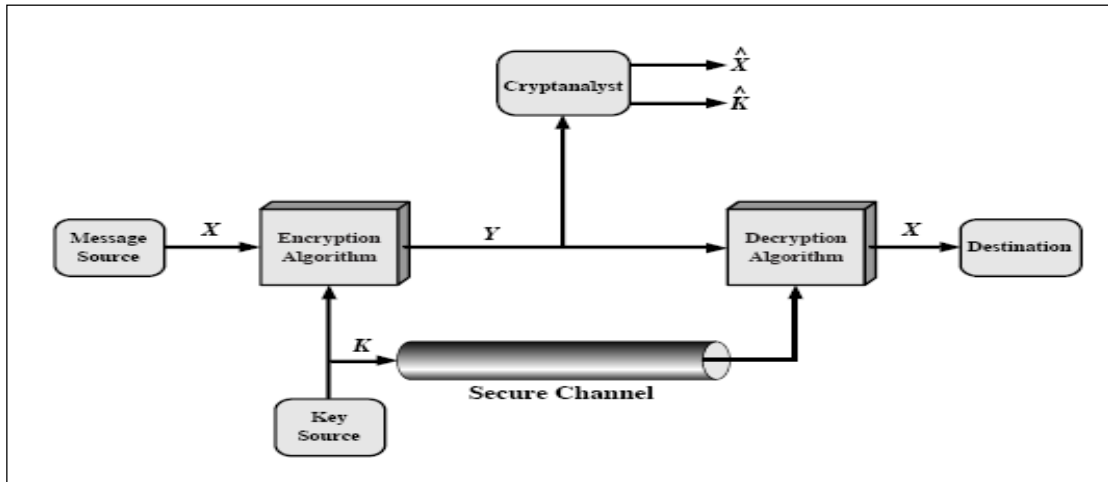 Cryptanalyst
X̂
K̂
Message
Source
X
Encryption
Algorithm
Y
Decryption
Algorithm
X
Destination
K
Secure Channel
Key
Source